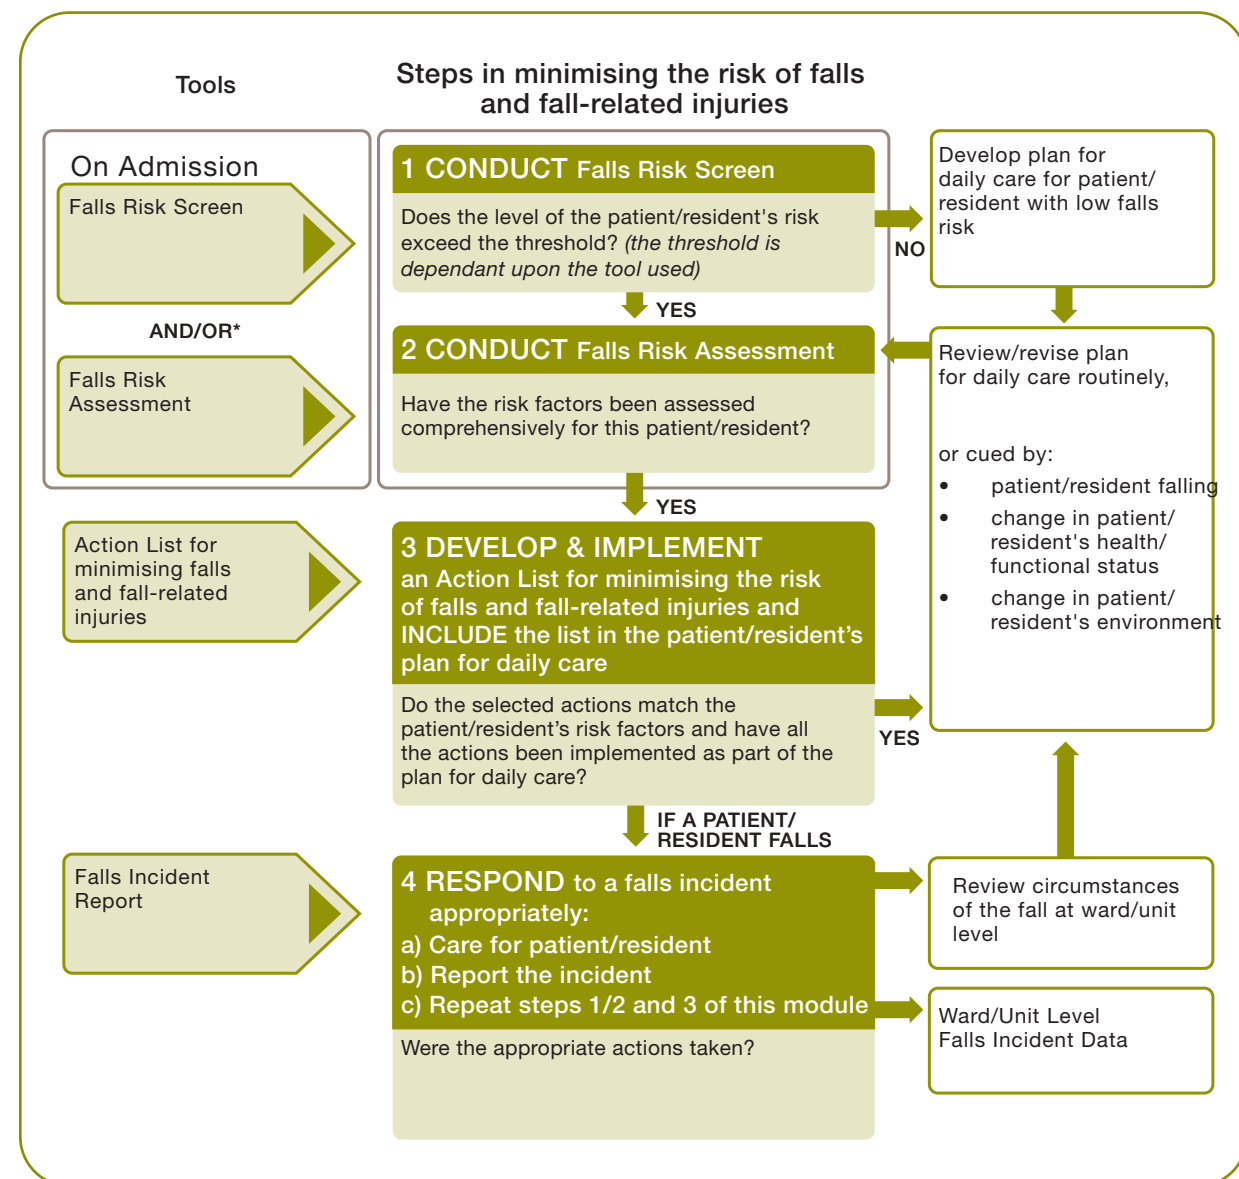 Tools
Steps in minimising the risk of falls
and fall-related injuries
On Admission
Falls Risk Screen
AND/OR*
Falls Risk
Assessment
1 CONDUCT Falls Risk Screen
Does the level of the patient/resident's risk
exceed the threshold? (the threshold is
dependant upon the tool used)
NO
Develop plan for
daily care for patient/
resident with low falls
risk
YES
2 CONDUCT Falls Risk Assessment
Have the risk factors been assessed
comprehensively for this patient/resident?
Review/revise plan
for daily care routinely,
or cued by:
• patient/resident falling
• change in patient/
resident's health/
functional status
• change in patient/
resident's environment
YES
Action List for
minimising falls
and fall-related
injuries
3 DEVELOP & IMPLEMENT
an Action List for minimising the risk
of falls and fall-related injuries and
INCLUDE the list in the patient/resident’s
plan for daily care
Do the selected actions match the
patient/resident’s risk factors and have all
the actions been implemented as part of the
plan for daily care?
YES
IF A PATIENT/
RESIDENT FALLS
Falls Incident
Report
4 RESPOND to a falls incident
appropriately:
a) Care for patient/resident
b) Report the incident
c) Repeat steps 1/2 and 3 of this module
Were the appropriate actions taken?
Review circumstances
of the fall at ward/unit
level
Ward/Unit Level
Falls Incident Data